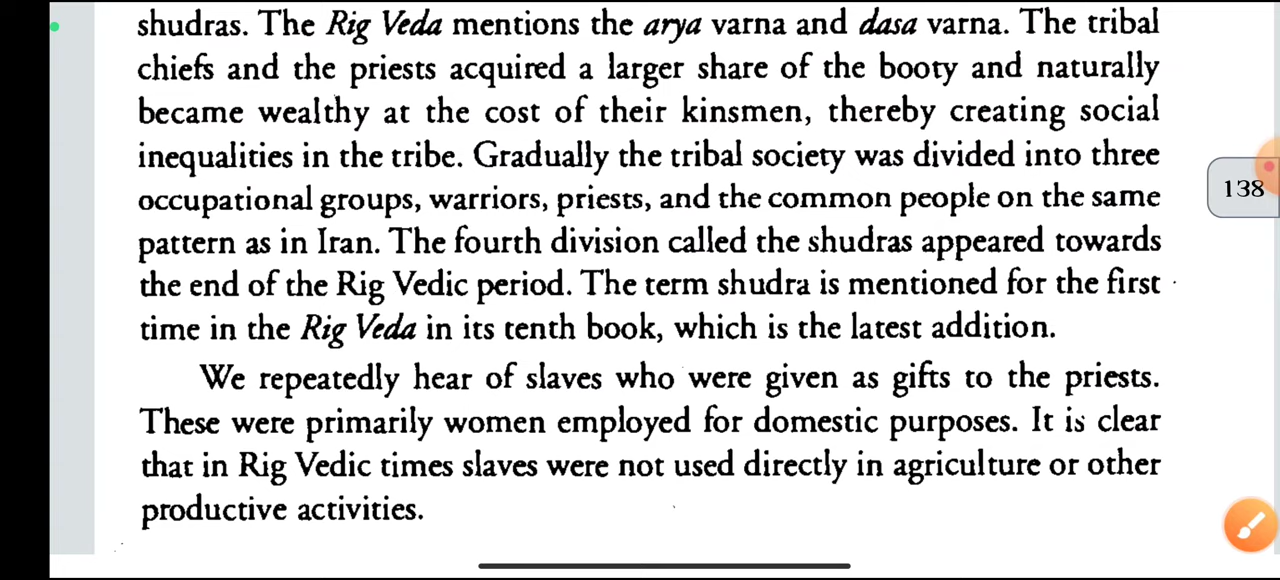 shudras. The Rig Veda mentions the arya varna and dasa varna. The tribal
chiefs and the priests acquired a larger share of the booty and naturally
became wealthy at the cost of their kinsmen, thereby creating social
inequalities in the tribe. Gradually the tribal society was divided into three
occupational groups, warriors, priests, and the common people on the same
pattern as in Iran. The fourth division called the shudras appeared towards
the end of the Rig Vedic period. The term shudra is mentioned for the first
time in the Rig Veda in its tenth book, which is the latest addition.
We repeatedly hear of slaves who were given as gifts to the priests.
These were primarily women employed for domestic purposes. It is clear
that in Rig Vedic times slaves were not used directly in agriculture or other
productive activities.
138